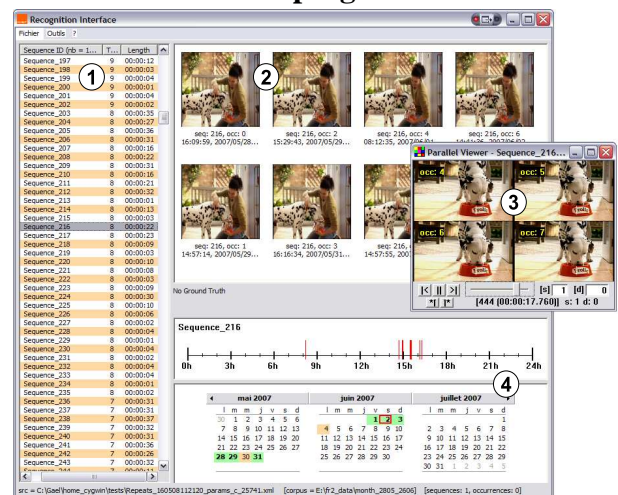 Recognition Interface
Fichier Outils ?
Sequence ID (nb = 1... T... Length
Sequence_197 9 00:00:12
Sequence_198 9 00:00:03
Sequence_199 9 00:00:04
Sequence_200 9 00:00:01
Sequence_201 9 00:00:04
Sequence_202 9 00:00:02
Sequence_203 8 00:00:35
Sequence_204 8 00:00:27
Sequence_205 8 00:00:36
Sequence_206 8 00:00:31
Sequence_207 8 00:00:16
Sequence_208 8 00:00:22
Sequence_209 8 00:00:31
Sequence_210 8 00:00:16
Sequence_211 8 00:00:21
Sequence_212 8 00:00:32
Sequence_213 8 00:00:01
Sequence_214 8 00:00:13
Sequence_215 8 00:00:03
Sequence_216 8 00:00:22
Sequence_217 8 00:00:23
Sequence_218 8 00:00:09
Sequence_219 8 00:00:03
Sequence_220 8 00:00:10
Sequence_221 8 00:00:08
Sequence_222 8 00:00:03
Sequence_223 8 00:00:09
Sequence_224 8 00:00:30
Sequence_225 8 00:00:10
Sequence_226 8 00:00:06
Sequence_227 8 00:00:02
Sequence_228 8 00:00:04
Sequence_229 8 00:00:01
Sequence_230 8 00:00:04
Sequence_231 8 00:00:02
Sequence_232 8 00:00:04
Sequence_233 8 00:00:04
Sequence_234 8 00:00:01
Sequence_235 8 00:00:02
Sequence_236 7 00:00:31
Sequence_237 7 00:00:31
Sequence_238 7 00:00:37
Sequence_239 7 00:00:32
Sequence_240 7 00:00:31
Sequence_241 7 00:00:36
Sequence_242 7 00:00:26
Sequence_243 7 00:00:32
1
2
seq: 216, occ: 0
16:09:59, 2007/05/28...
seq: 216, occ: 2
15:29:43, 2007/05/30...
seq: 216, occ: 4
08:12:35, 2007/06/01
seq: 216, occ: 6
seq: 216, occ: 1
14:57:14, 2007/05/29...
seq: 216, occ: 3
16:16:34, 2007/05/31...
seq: 216,
14:57:55, 2007
Parallel Viewer - Sequence_216...
occ: 4 occ: 5
3
occ: 6 occ: 7
|< || >| [s] 1 [d] 0
*[ ]* [444 [00:00:17.760]] s: 1 d: 0
No Ground Truth
Sequence_216
0h 3h 6h 9h 12h 15h 18h 21h 24h
4
mai 2007 juin 2007 juillet 2007
l m m j v s d l m m j v s d l m m j v s d
30 1 2 3 4 5 6 1 2 3 1
7 8 9 10 11 12 13 4 5 6 7 8 9 10 2 3 4 5 6 7 8
14 15 16 17 18 19 20 11 12 13 14 15 16 17 9 10 11 12 13 14 15
21 22 23 24 25 26 27 18 19 20 21 22 23 24 16 17 18 19 20 21 22
28 29 30 31 25 26 27 28 29 30 23 24 25 26 27 28 29
30 31 1 2 3 4 5
src = C:\Gael\home_cygwin\tests\Repeats_160508112120_params_c_25741.xml [corpus = E:\fr2_data\month_2805_2606] [sequences: 1, occurrences: 0]